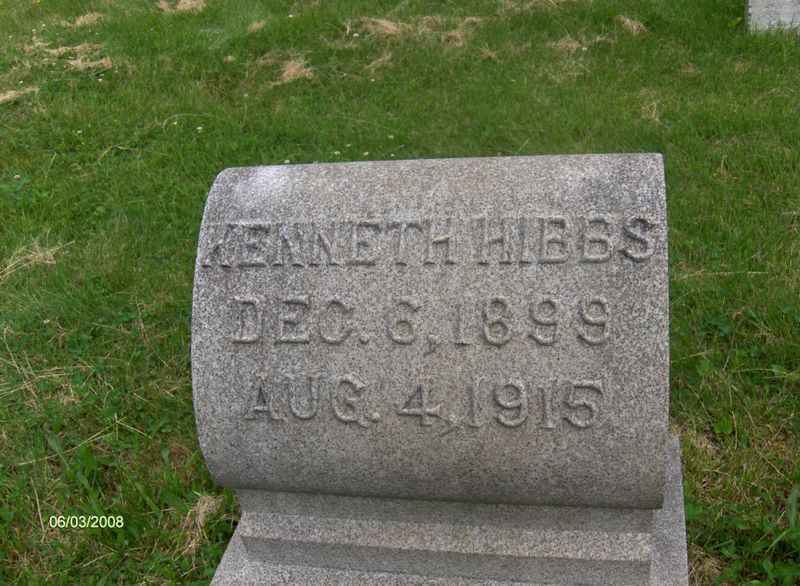 KENNETH HIBBS
DEC. 6, 1899
AUG. 4, 1915
06/03/2008